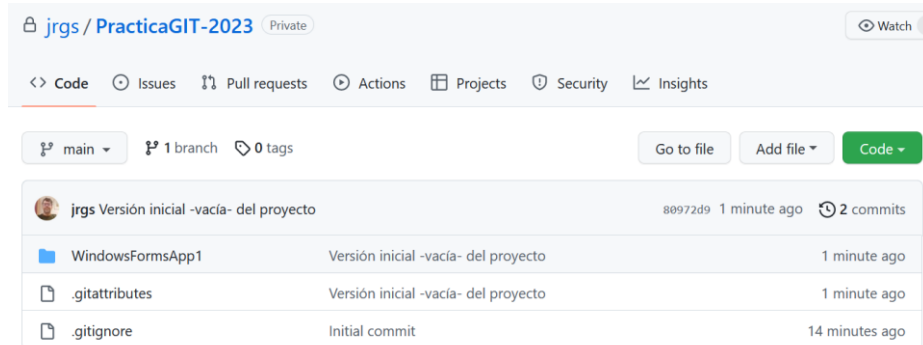 jrgs / PracticaGIT-2023 Private Watch
Code Issues Pull requests Actions Projects Security Insights
main 1 branch 0 tags Go to file Add file Code
jrgs Versión inicial -vacía- del proyecto 80972d9 1 minute ago 2 commits
WindowsFormsApp1 Versión inicial -vacía- del proyecto 1 minute ago
.gitattributes Versión inicial -vacía- del proyecto 1 minute ago
.gitignore Initial commit 14 minutes ago